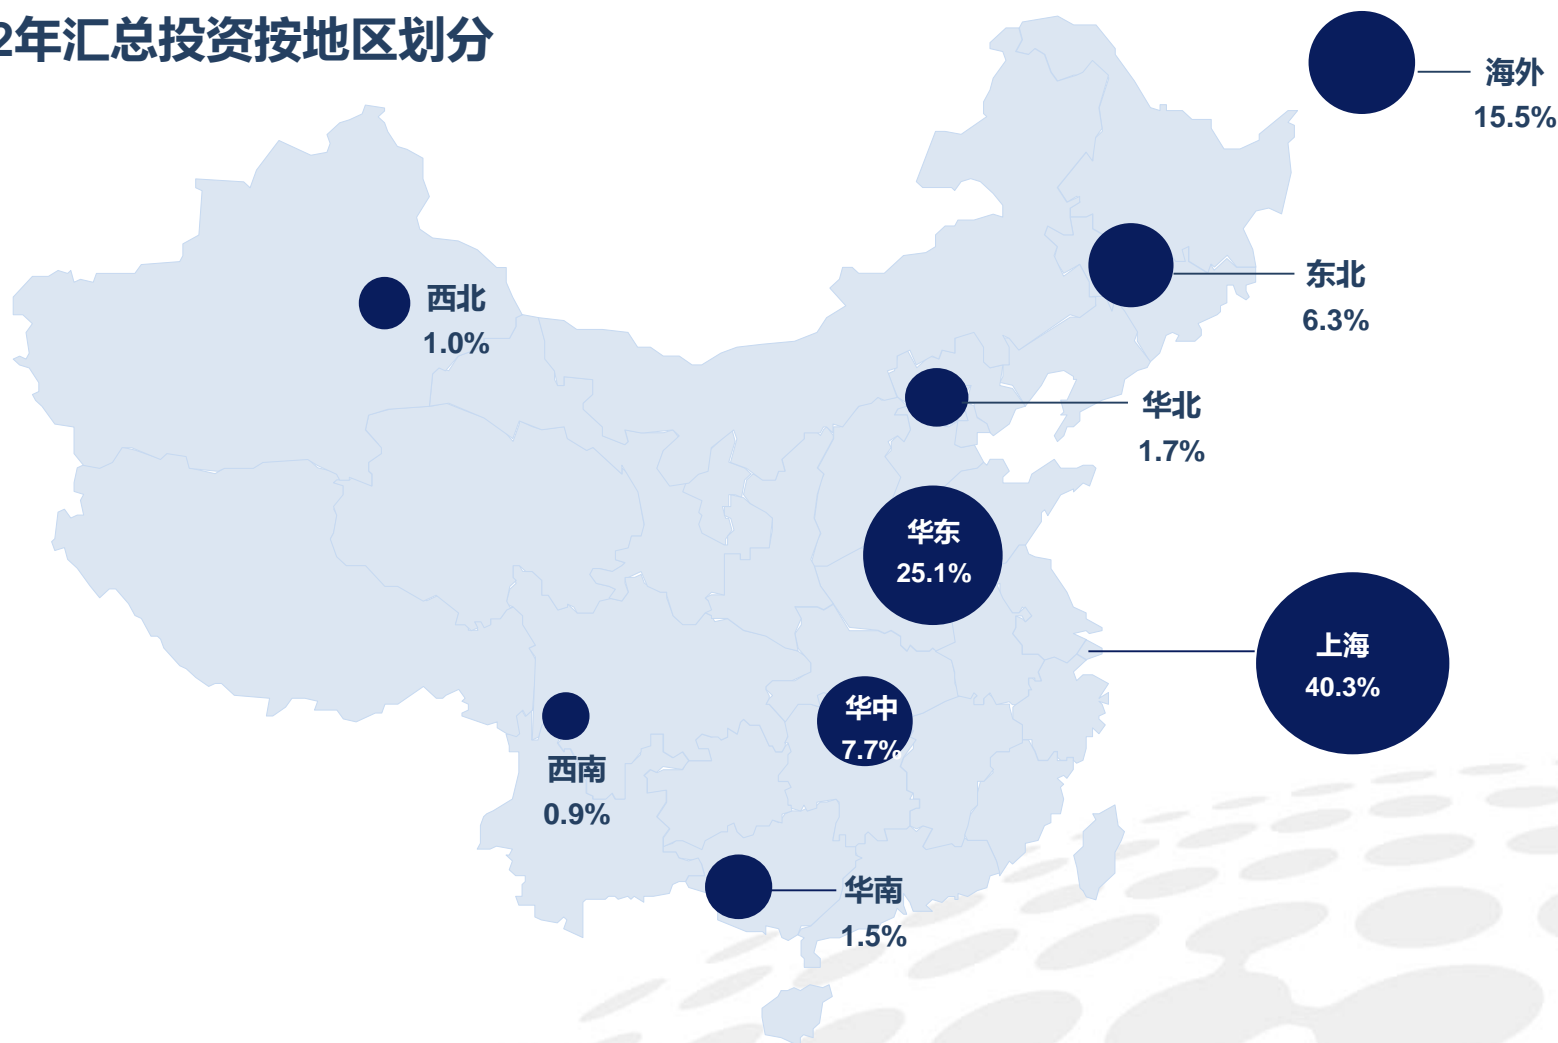 2年汇总投资按地区划分
海外
15.5%
东北
6.3%
西北
1.0%
华北
1.7%
华东
25.1%
上海
40.3%
华中
7.7%
西南
0.9%
华南
1.5%